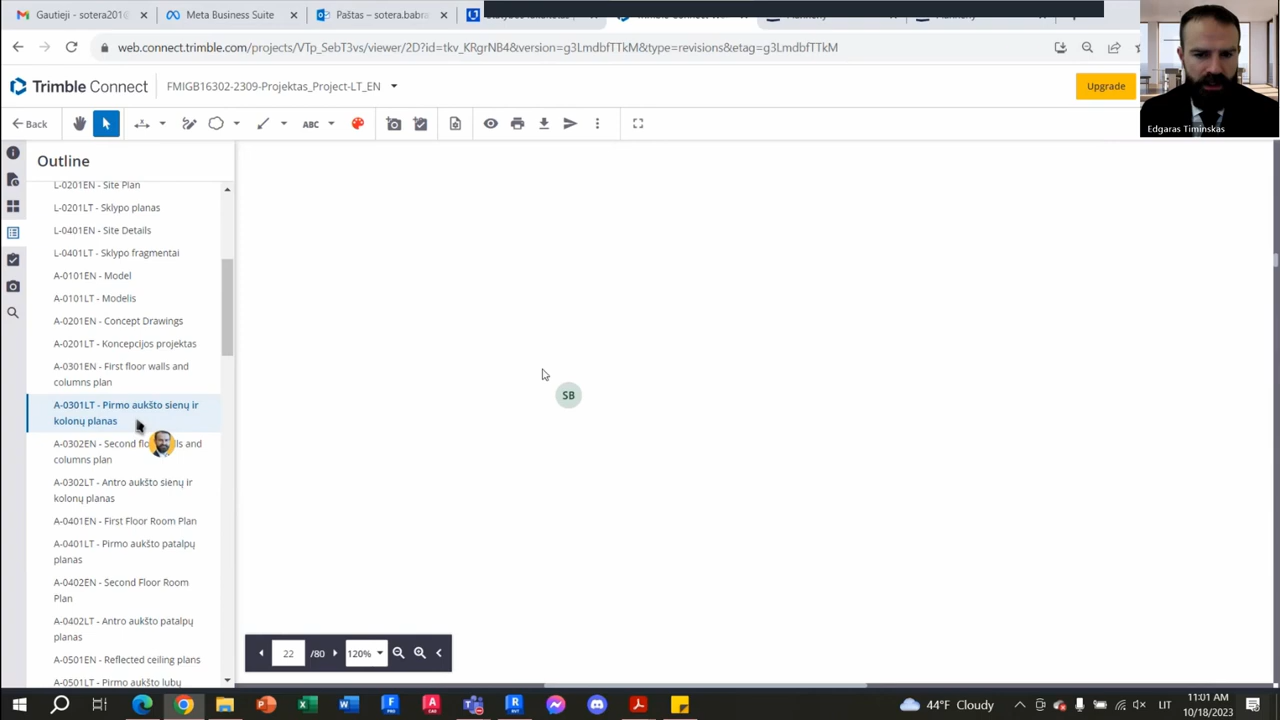 Gautieji - sotera201@
Meta Business Suite
Paštas – sotera.babra
web.connect.trimble.com/projects/VTp_SebT3vs/viewer/2D?id=tkv_KRgrNB4&version=g3LmdbfTTkM&type=revisions&etag=g3LmdbfTTkM
Trimble Connect
FMIGB16302-2309-Projektas_Project-LT_EN
Upgrade
Edgaras Timinskas
Back
ABC
Outline
L-0201EN - Site Plan
L-0201LT - Sklypo planas
L-0401EN - Site Details
L-0401LT - Sklypo fragmentai
A-0101EN - Model
A-0101LT - Modelis
A-0201EN - Concept Drawings
A-0201LT - Koncepcijos projektas
A-0301EN - First floor walls and
columns plan
A-0301LT - Pirmo aukšto sienų ir
kolonų planas
A-0302EN - Second flo ls and
columns plan
A-0302LT - Antro aukšto sienų ir
kolonų planas
A-0401EN - First Floor Room Plan
A-0401LT - Pirmo aukšto patalpų
planas
A-0402EN - Second Floor Room
Plan
A-0402LT - Antro aukšto patalpų
planas
A-0501EN - Reflected ceiling plans
A-0501LT - Pirmo aukšto lubų
SB
22 /80 120%
44°F Cloudy
LIT
11:01 AM
10/18/2023